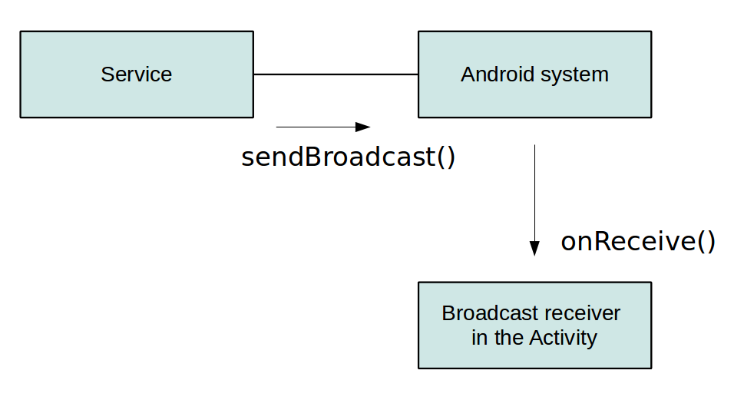 Service
Android system
sendBroadcast()
onReceive()
Broadcast receiver
in the Activity